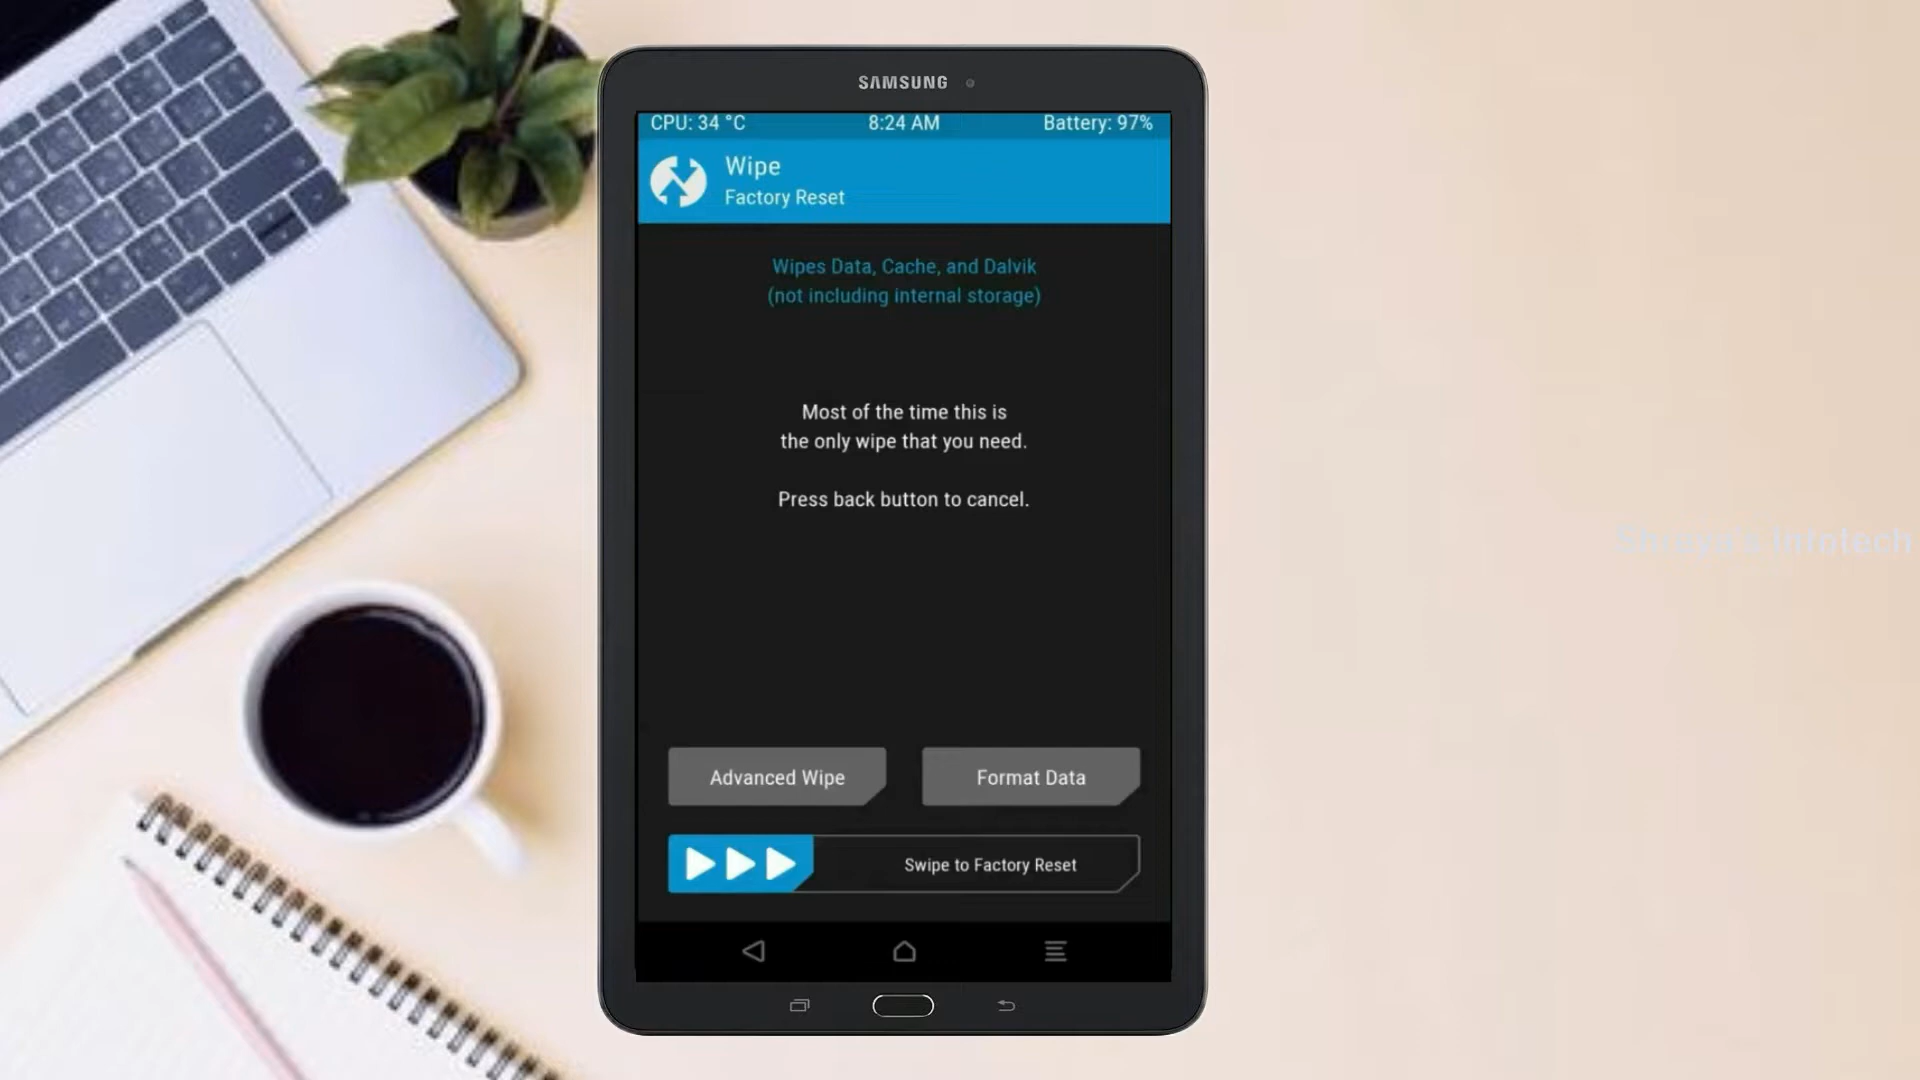 SAMSUNG
CPU: 34 °C 8:24 AM Battery: 97%
Wipe
Factory Reset
Wipes Data, Cache, and Dalvik
(not including internal storage)
Most of the time this is
the only wipe that you need.
Press back button to cancel.
Advanced Wipe Format Data
Swipe to Factory Reset
Shreya's Infotech